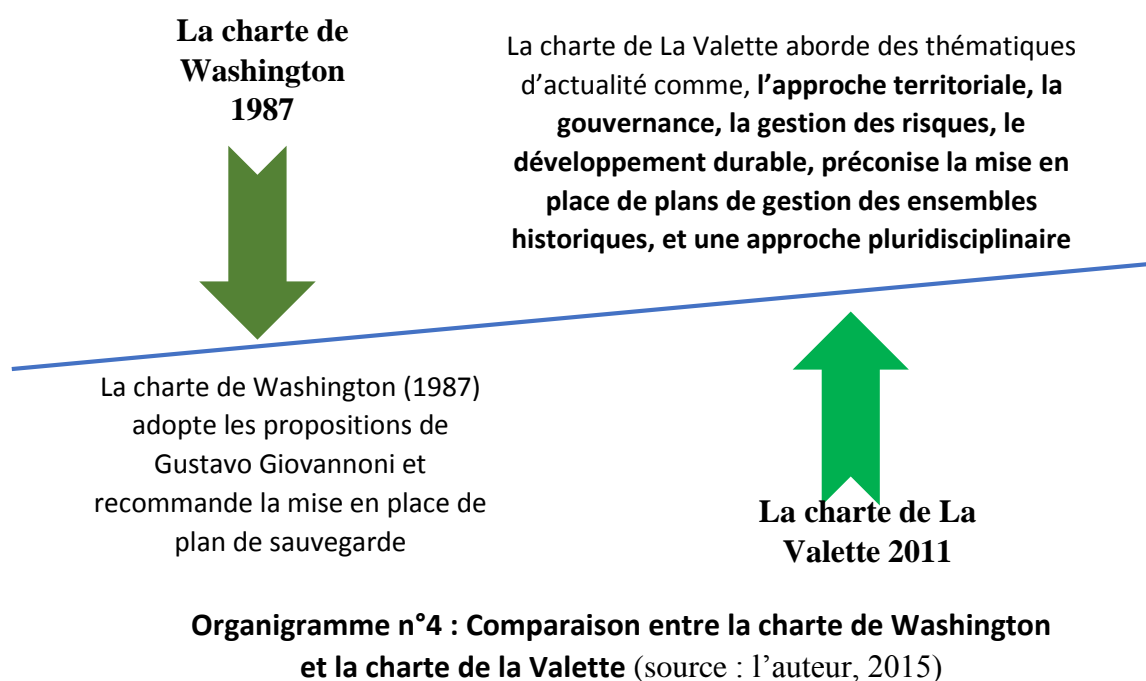 La charte de
Washington
1987
La charte de La Valette aborde des thématiques
d’actualité comme, l’approche territoriale, la
gouvernance, la gestion des risques, le
développement durable, préconise la mise en
place de plans de gestion des ensembles
historiques, et une approche pluridisciplinaire
La charte de Washington (1987)
adopte les propositions de
Gustavo Giovannoni et
recommande la mise en place de
plan de sauvegarde
La charte de La
Valette 2011
Organigramme n°4 : Comparaison entre la charte de Washington
et la charte de la Valette (source : l’auteur, 2015)